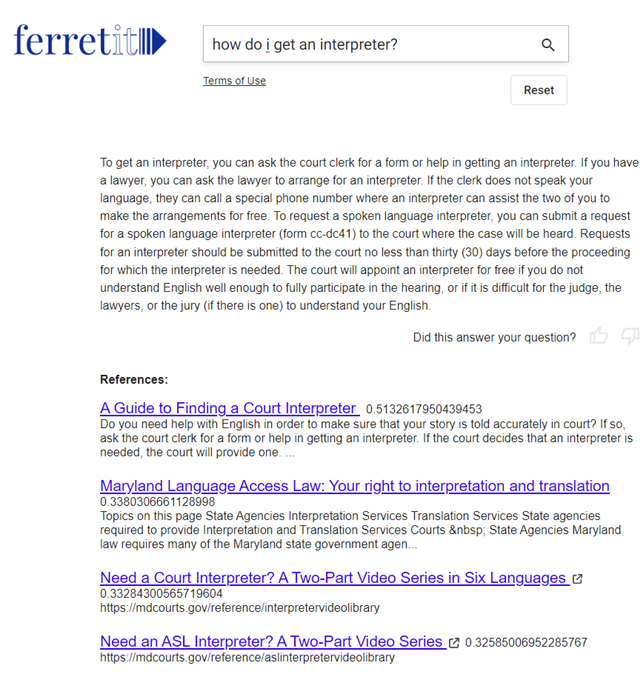 ferretit
how do i get an interpreter?
Terms of Use
Reset
To get an interpreter, you can ask the court clerk for a form or help in getting an interpreter. If you have
a lawyer, you can ask the lawyer to arrange for an interpreter. If the clerk does not speak your
language, they can call a special phone number where an interpreter can assist the two of you to
make the arrangements for free. To request a spoken language interpreter, you can submit a request
for a spoken language interpreter (form cc-dc41) to the court where the case will be heard. Requests
for an interpreter should be submitted to the court no less than thirty (30) days before the proceeding
for which the interpreter is needed. The court will appoint an interpreter for free if you do not
understand English well enough to fully participate in the hearing, or if it is difficult for the judge, the
lawyers, or the jury (if there is one) to understand your English.
Did this answer your question?
References:
A Guide to Finding a Court Interpreter 0.5132617950439453
Do you need help with English in order to make sure that your story is told accurately in court? If so,
ask the court clerk for a form or help in getting an interpreter. If the court decides that an interpreter is
needed, the court will provide one. ...
Maryland Language Access Law: Your right to interpretation and translation
0.3380306661128998
Topics on this page State Agencies Interpretation Services Translation Services State agencies
required to provide Interpretation and Translation Services Courts &nbsp; State Agencies Maryland
law requires many of the Maryland state government agen...
Need a Court Interpreter? A Two-Part Video Series in Six Languages
0.33284300565719604
https://mdcourts.gov/reference/interpretervideolibrary
Need an ASL Interpreter? A Two-Part Video Series 0.32585006952285767
https://mdcourts.gov/reference/aslinterpretervideolibrary